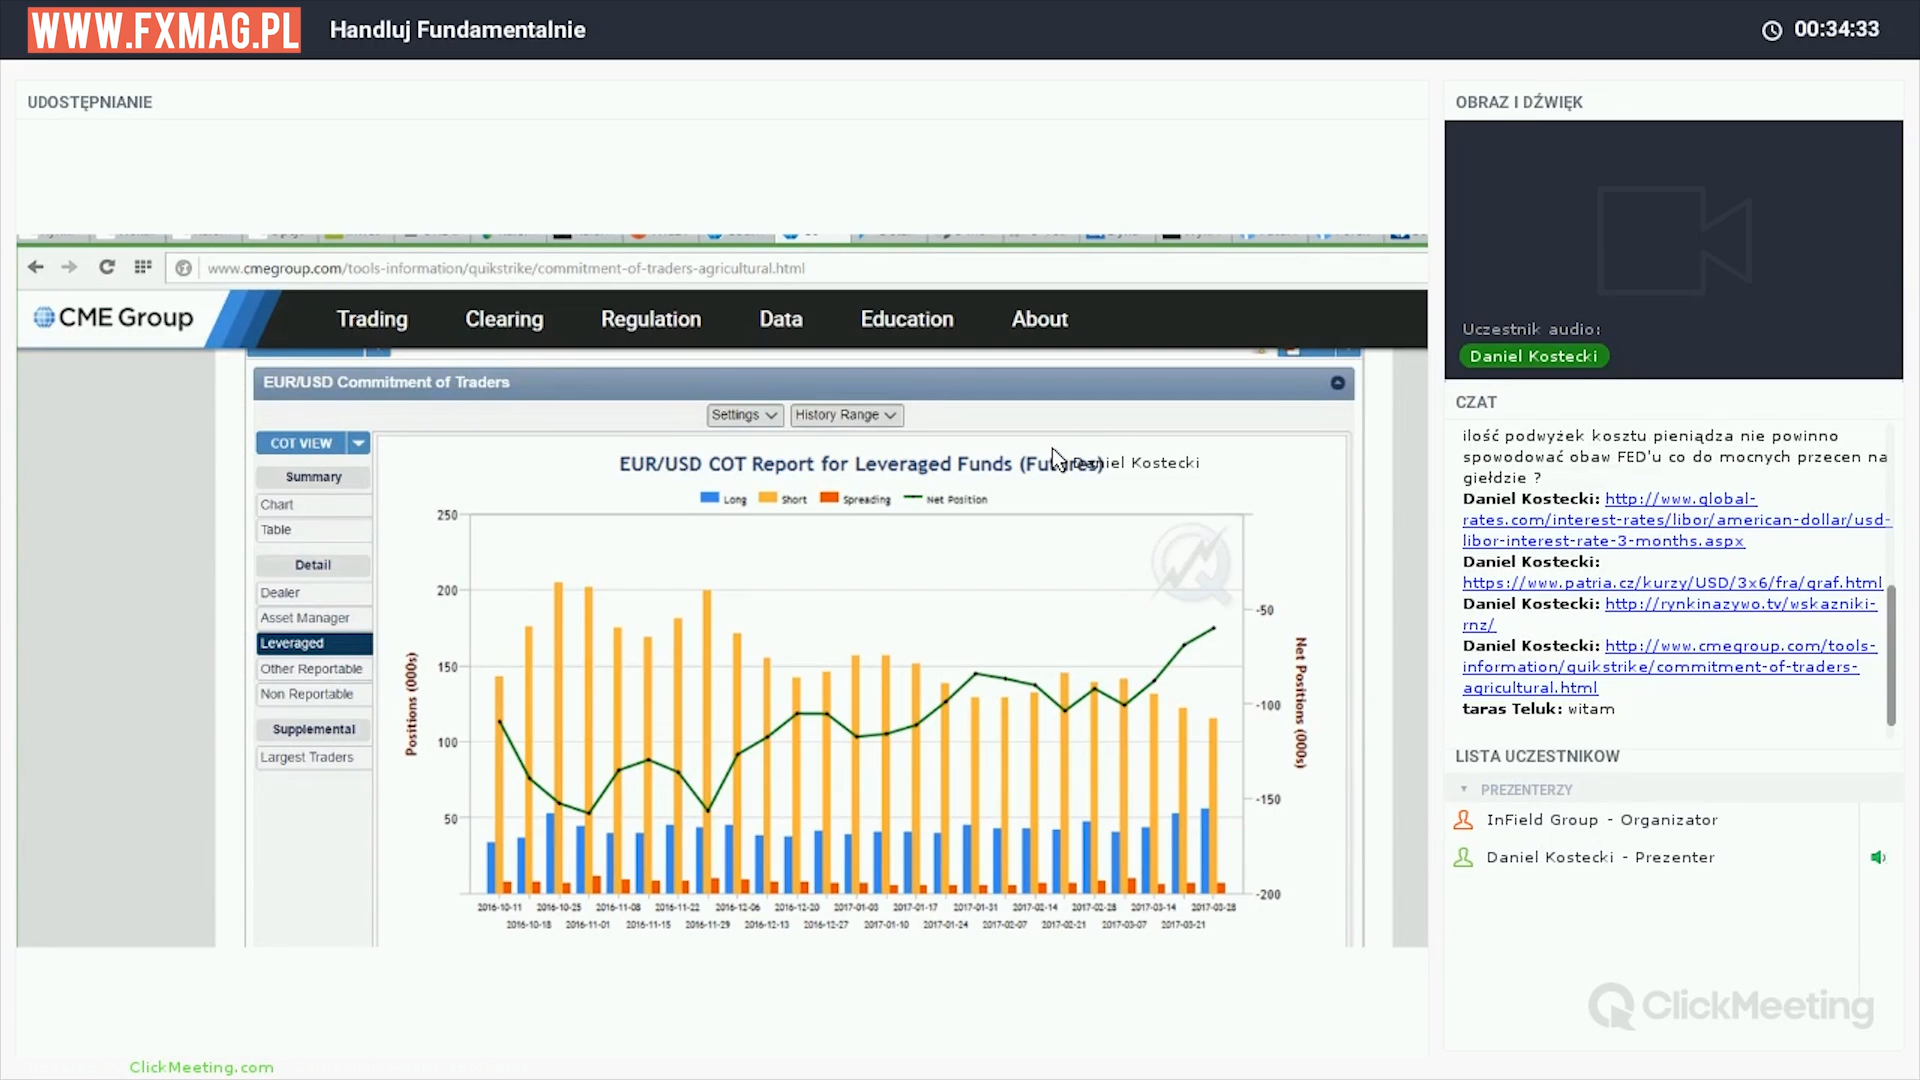 WWW.FXMAG.PL
Handluj Fundamentalnie
00:34:33
UDOSTĘPNIANIE
www.cmegroup.com/tools-information/quikstrike/commitment-of-traders-agricultural.html
CME Group
Trading
Clearing
Regulation
Data
Education
About
EUR/USD Commitment of Traders
Settings
History Range
COT VIEW
Summary
Chart
Table
Detail
Dealer
Asset Manager
Leveraged
Other Reportable
Non Reportable
Supplemental
Largest Traders
EUR/USD COT Report for Leveraged Funds (Futures)
Daniel Kostecki
Long
Short
Spreading
Net Position
Positions (000s)
250
200
150
100
50
Net Positions (000s)
-50
-100
-150
-200
2016-10-11 2016-10-25 2016-11-08 2016-11-22 2016-12-06 2016-12-20 2017-01-03 2017-01-17 2017-01-31 2017-02-14 2017-02-28 2017-03-14 2017-03-28
2016-10-18 2016-11-01 2016-11-15 2016-11-29 2016-12-13 2016-12-27 2017-01-10 2017-01-24 2017-02-07 2017-02-21 2017-03-07 2017-03-21
OBRAZ I DŹWIĘK
Uczestnik audio:
Daniel Kostecki
CZAT
ilość podwyżek kosztu pieniądza nie powinno
spowodować obaw FED'u co do mocnych przecen na
giełdzie ?
Daniel Kostecki: http://www.global-
rates.com/interest-rates/libor/american-dollar/usd-
libor-interest-rate-3-months.aspx
Daniel Kostecki:
https://www.patria.cz/kurzy/USD/3x6/fra/graf.html
Daniel Kostecki: http://rynkinazywo.tv/wskazniki-
rnz/
Daniel Kostecki: http://www.cmegroup.com/tools-
information/quikstrike/commitment-of-traders-
agricultural.html
taras Teluk: witam
LISTA UCZESTNIKOW
PREZENTERZY
InField Group - Organizator
Daniel Kostecki - Prezenter
ClickMeeting
ClickMeeting.com